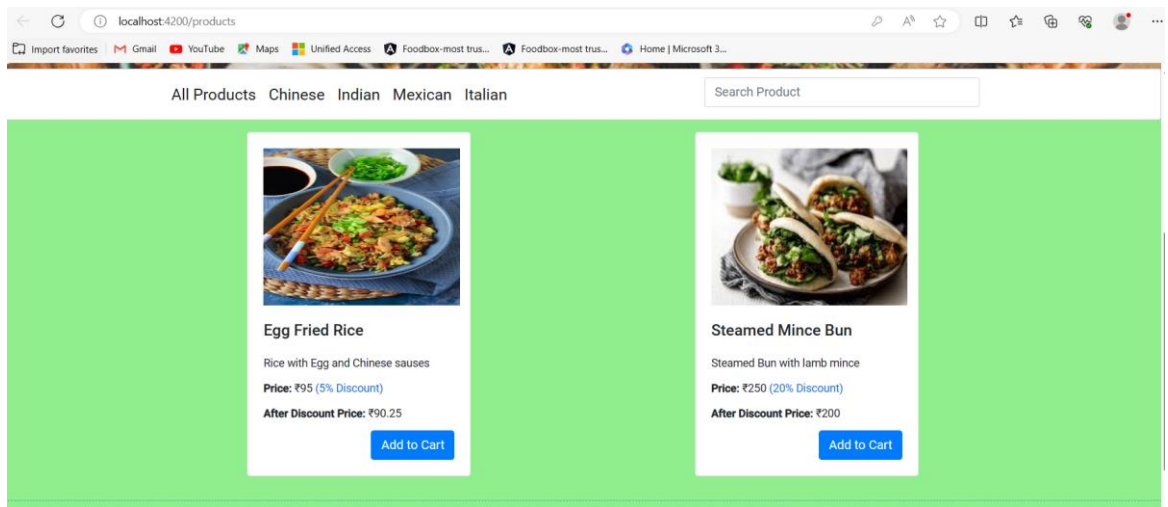 localhost:4200/products
Import favorites Gmail YouTube Maps Unified Access Foodbox-most trus... Foodbox-most trus... Home | Microsoft 3...
All Products Chinese Indian Mexican Italian Search Product
Egg Fried Rice
Rice with Egg and Chinese sauses
Price: ₹95 (5% Discount)
After Discount Price: ₹90.25
Add to Cart
Steamed Mince Bun
Steamed Bun with lamb mince
Price: ₹250 (20% Discount)
After Discount Price: ₹200
Add to Cart